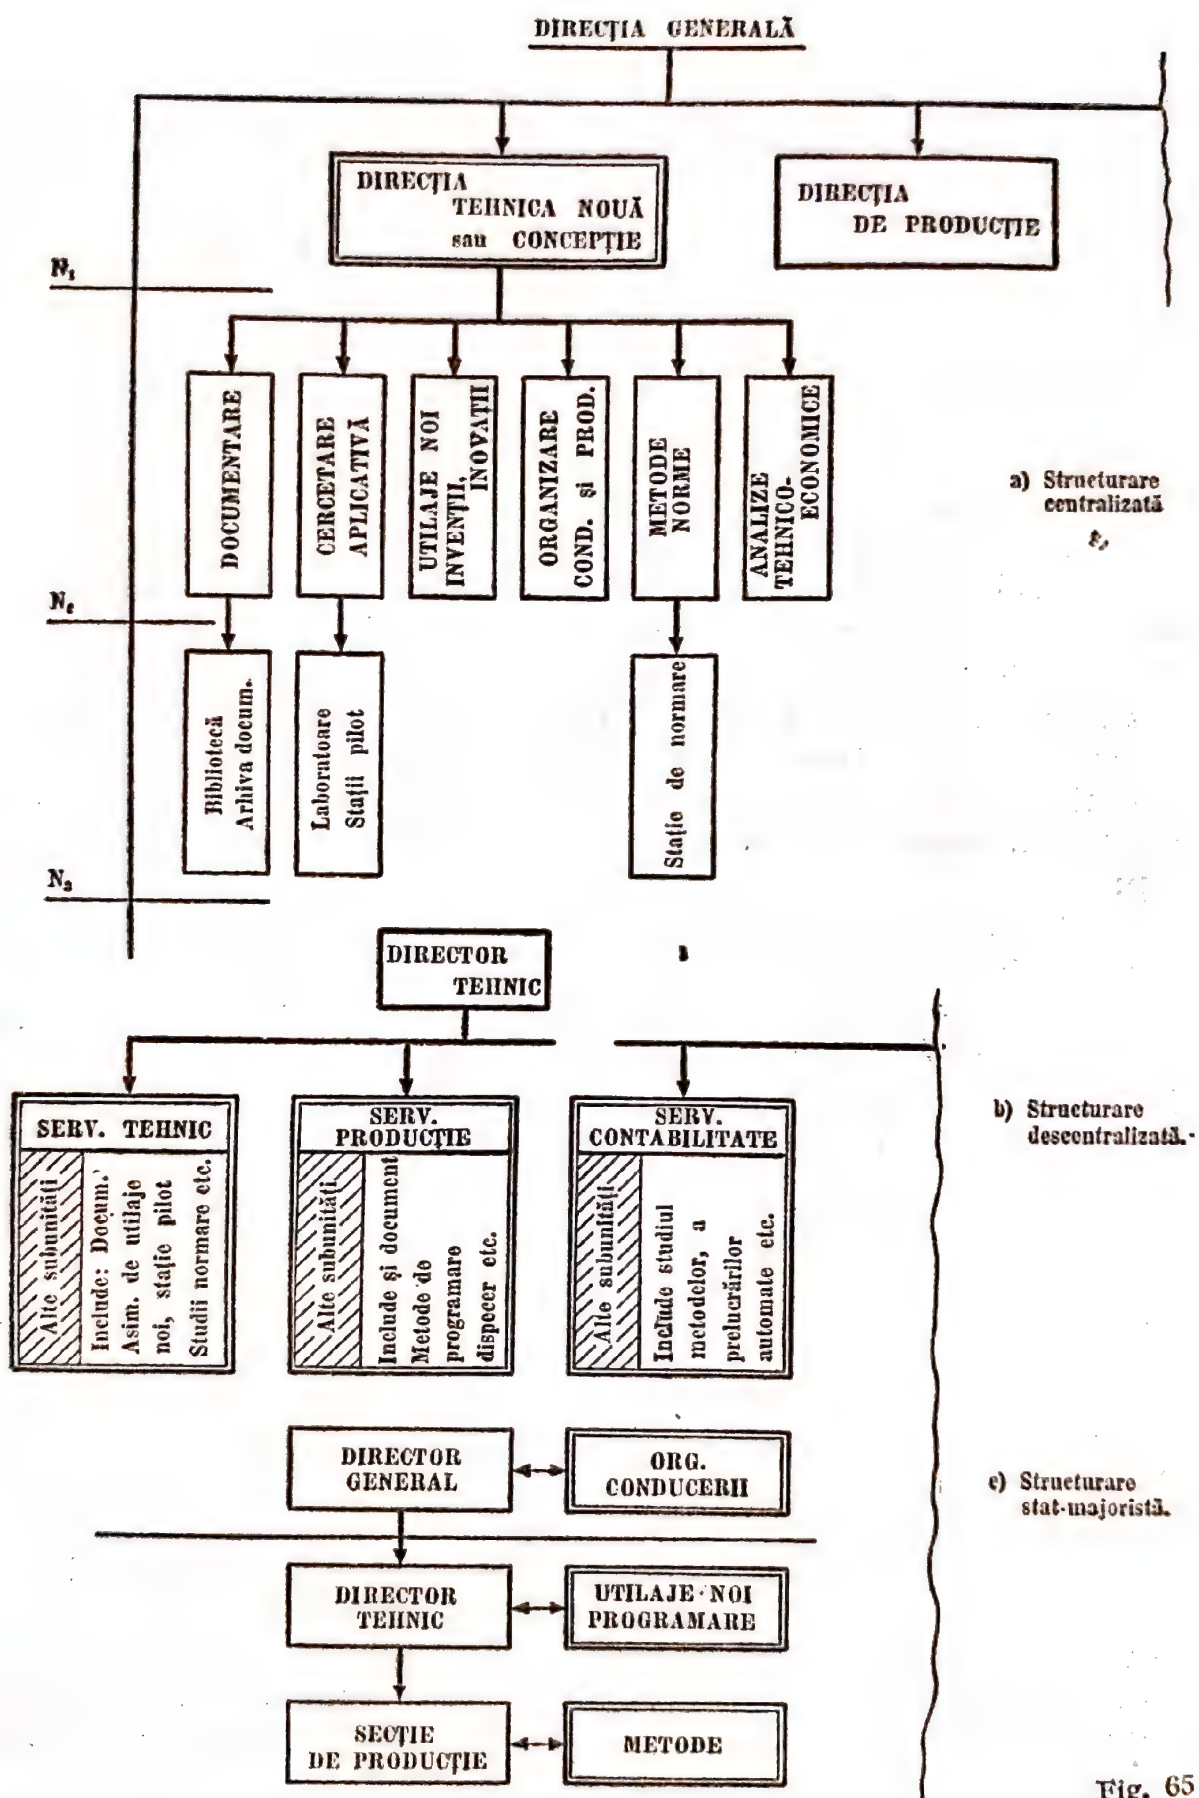 DIRECȚIA GENERALĂ
DIRECȚIA
TEHNICA NOUĂ
sau CONCEPȚIE
DIRECȚIA
DE PRODUCȚIE
N₁
DOCUMENTARE
CERCETARE
APLICATIVĂ
UTILAJE NOI
INVENȚII,
INOVAȚII
ORGANIZARE
COND. și PROD.
METODE
NORME
ANALIZE
TEHNICO-
ECONOMICE
a) Structurare
centralizată
N₂
Bibliotecă
Arhiva docum.
Laboratoare
Stații pilot
Stație de normare
N₃
DIRECTOR
TEHNIC
SERV. TEHNIC
Alte subunități
Include: Docum.
Asim. de utilaje
noi, stație pilot
Studii normare etc.
SERV.
PRODUCȚIE
Alte subunități
Include și document
Metode de
programare
dispecer etc.
SERV.
CONTABILITATE
Alte subunități
Include studiul
metodelor, a
prelucrărilor
automate etc.
b) Structurare
descentralizată.
DIRECTOR
GENERAL
ORG.
CONDUCERII
c) Structurare
stat-majoristă.
DIRECTOR
TEHNIC
UTILAJE NOI
PROGRAMARE
SECȚIE
DE PRODUCȚIE
METODE
Fig. 65